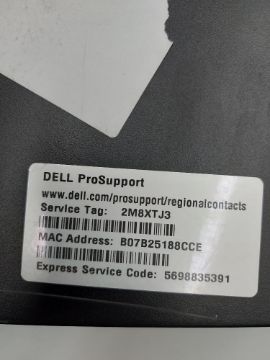 DELL ProSupport
www.dell.com/prosupport/regionalcontacts
Service Tag: 2M8XTJ3
MAC Address: B07B25188CCE
Express Service Code: 5698835391